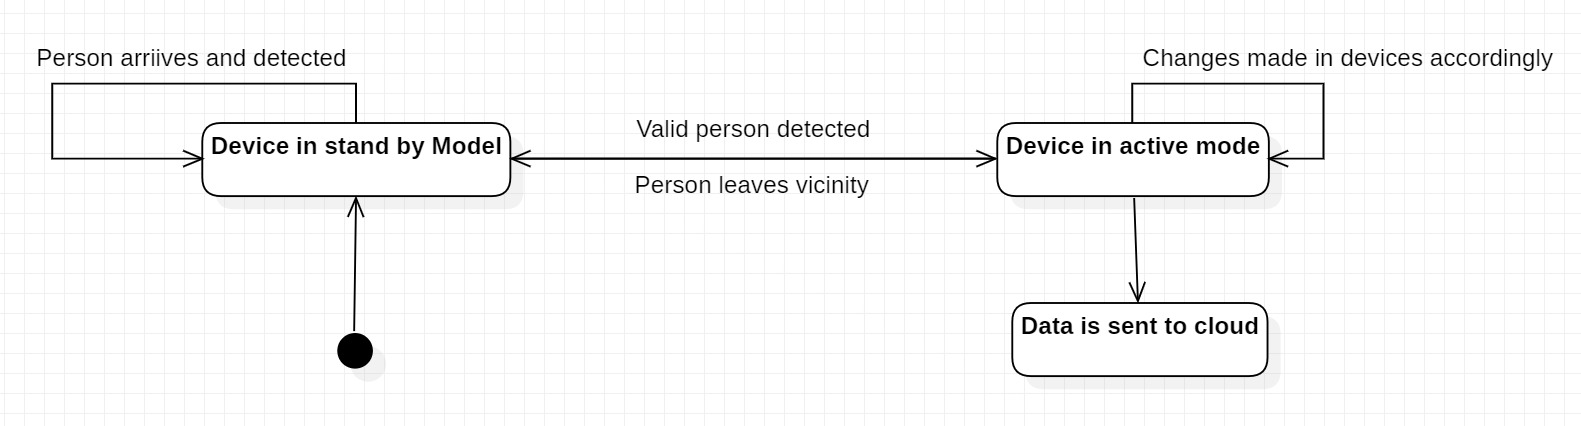 Person arriives and detected
Changes made in devices accordingly
Valid person detected
Device in stand by Model
Device in active mode
Person leaves vicinity
Data is sent to cloud